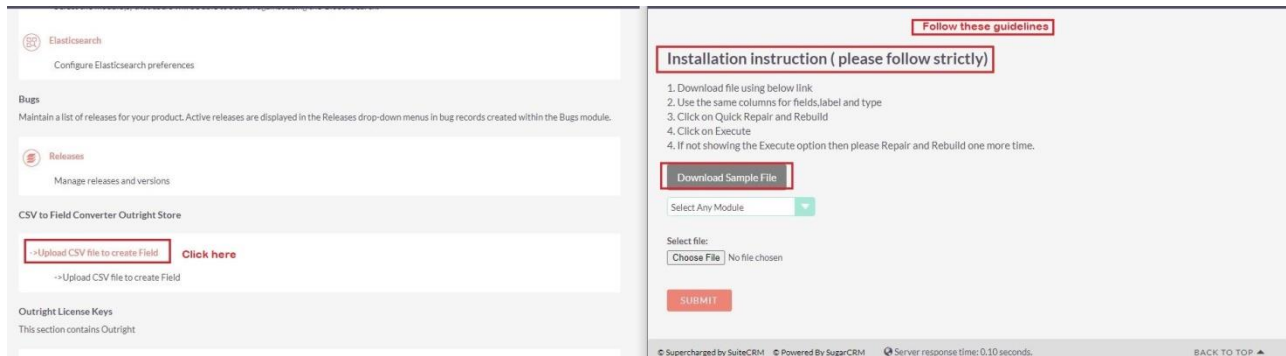 Elasticsearch
Configure Elasticsearch preferences
Bugs
Maintain a list of releases for your product. Active releases are displayed in the Releases drop-down menus in bug records created within the Bugs module.
Releases
Manage releases and versions
CSV to Field Converter Outright Store
->Upload CSV file to create Field
Click here
->Upload CSV file to create Field
Outright License Keys
This section contains Outright
Follow these guidelines
Installation instruction ( please follow strictly)
1. Download file using below link
2. Use the same columns for fields,label and type
3. Click on Quick Repair and Rebuild
4. Click on Execute
4. If not showing the Execute option then please Repair and Rebuild one more time.
Download Sample File
Select Any Module
Select file:
Choose File No file chosen
SUBMIT
© Supercharged by SuiteCRM © Powered By SugarCRM Server response time: 0.10 seconds. BACK TO TOP